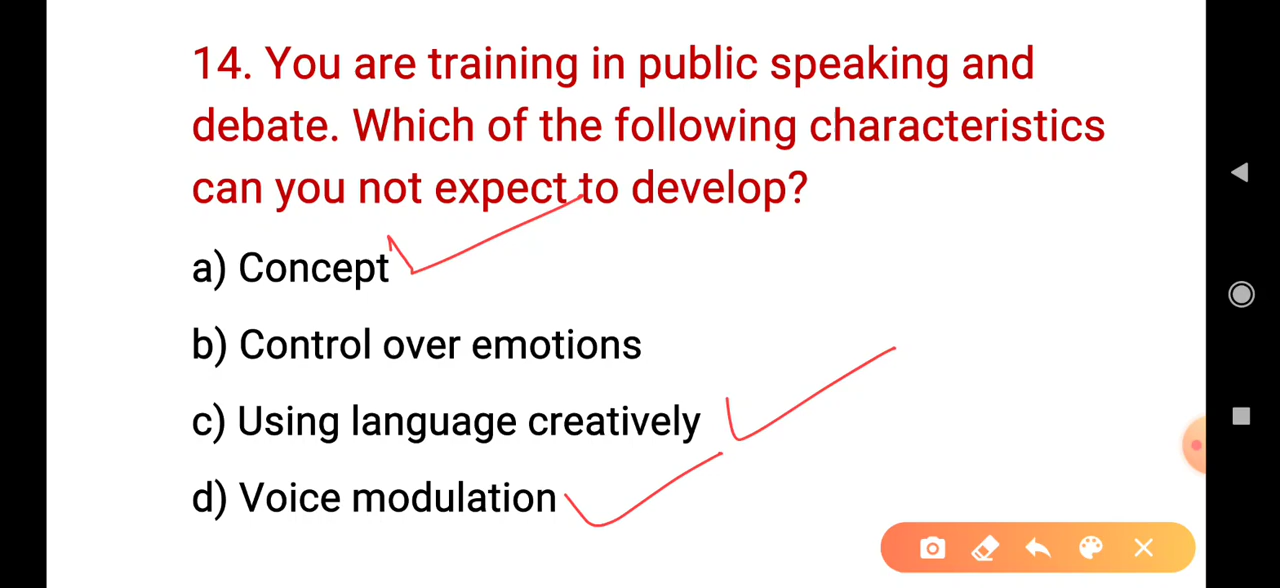 14. You are training in public speaking and
debate. Which of the following characteristics
can you not expect to develop?
a) Concept
b) Control over emotions
c) Using language creatively
d) Voice modulation